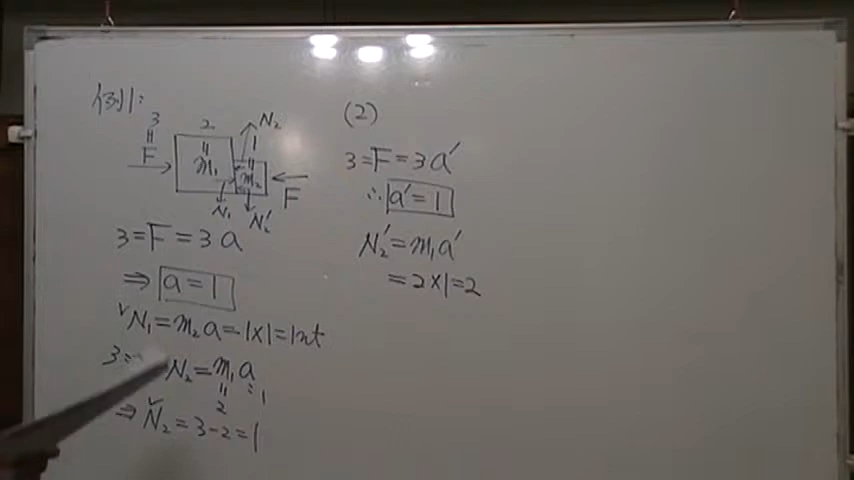 例1:
3
=
F
2
=
m₁
N₂
1
=
m₂
F
N₁
N₂'
3=F=3a
⇒ a=1
✓N₁=m₂a=1×1=1nt
3=
N₂=m₁a
= =1
2
⇒ N₂=3-2=1
(2)
3=F=3a'
∴ a'=1
N₂'=m₁a'
=2×1=2